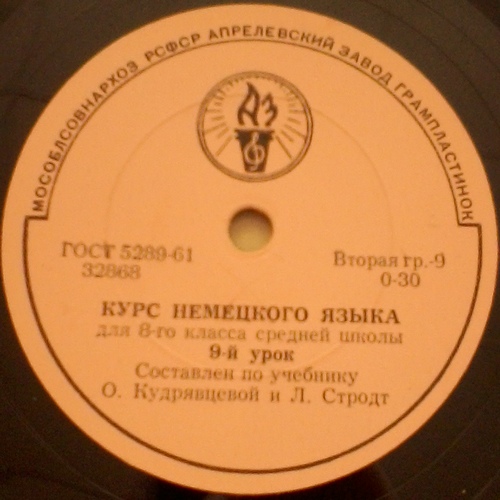 МОСОБЛСОВНАРХОЗ РСФСР АПРЕЛЕВСКИЙ ЗАВОД ГРАМПЛАСТИНОК
АЗ
ГОСТ 5289-61
32868
Вторая гр.-9
0-30
КУРС НЕМЕЦКОГО ЯЗЫКА
для 8-го класса средней школы
9-й урок
Составлен по учебнику
О. Кудрявцевой и Л. Стродт